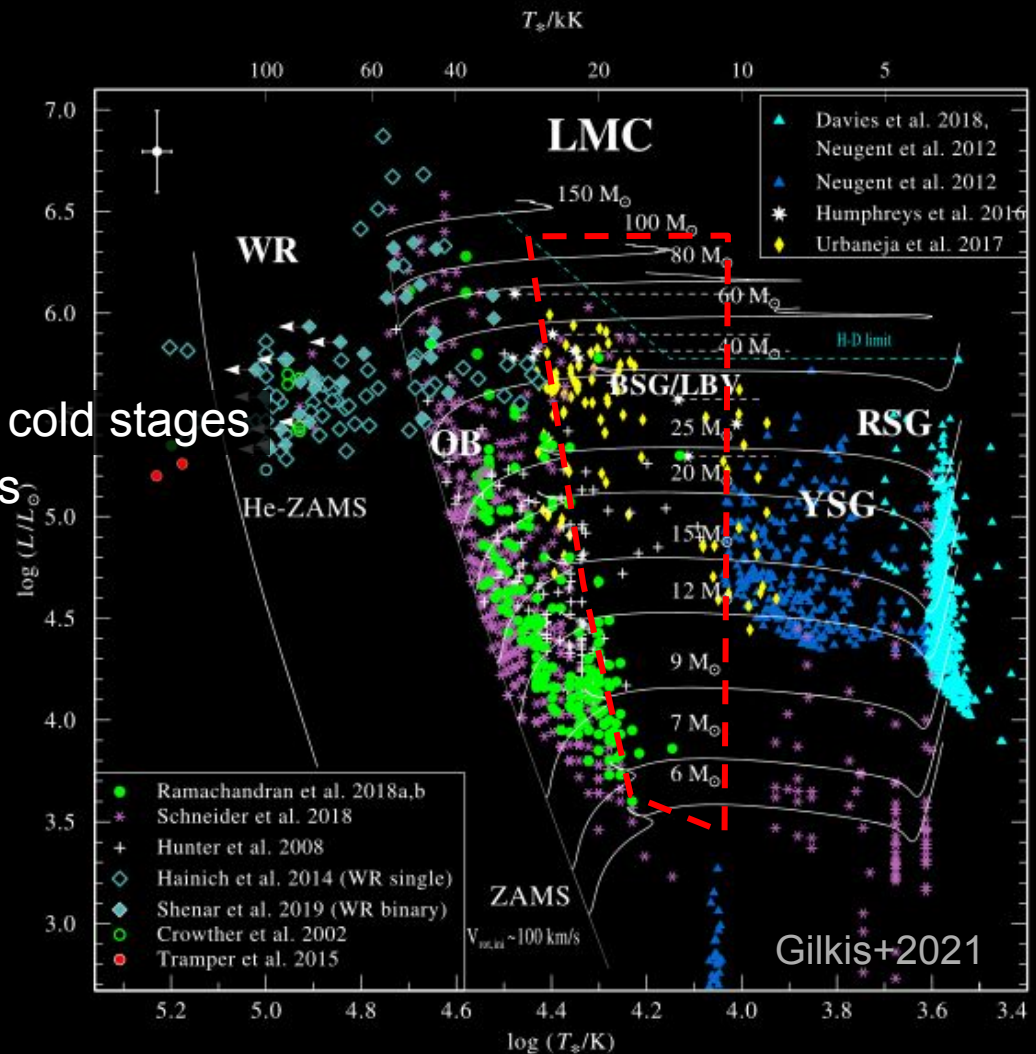 T*/kK
100 60 40 20 10 5
7.0
6.5
6.0
5.5
5.0
4.5
4.0
3.5
3.0
log (L/L⊙)
LMC
Davies et al. 2018,
Neugent et al. 2012
Neugent et al. 2012
Humphreys et al. 2016
Urbaneja et al. 2017
150 M⊙
100 M⊙
80 M⊙
60 M⊙
40 M⊙
H-D limit
WR
BSG/LBV
25 M⊙
RSG
cold stages
OB
20 M⊙
s
He-ZAMS
YSG
15 M⊙
12 M⊙
9 M⊙
7 M⊙
6 M⊙
Ramachandran et al. 2018a,b
Schneider et al. 2018
Hunter et al. 2008
Hainich et al. 2014 (WR single)
Shenar et al. 2019 (WR binary)
Crowther et al. 2002
Tramper et al. 2015
ZAMS
Vrot,ini ~100 km/s
Gilkis+2021
5.2 5.0 4.8 4.6 4.4 4.2 4.0 3.8 3.6 3.4
log (T*/K)